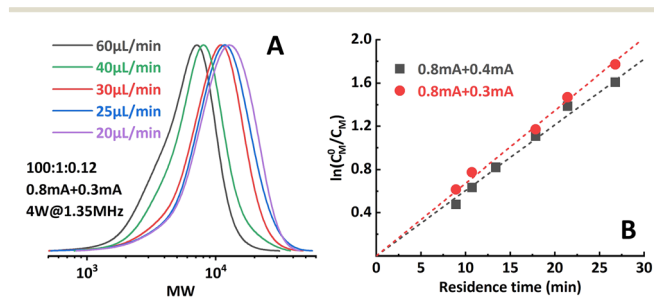 A
60μL/min
40μL/min
30μL/min
25μL/min
20μL/min
100:1:0.12
0.8mA+0.3mA
4W@1.35MHz
10³
10⁴
MW
ln(C⁰M/CM)
2.0
1.6
1.2
0.8
0.4
0.8mA+0.4mA
0.8mA+0.3mA
B
0 5 10 15 20 25 30
Residence time (min)